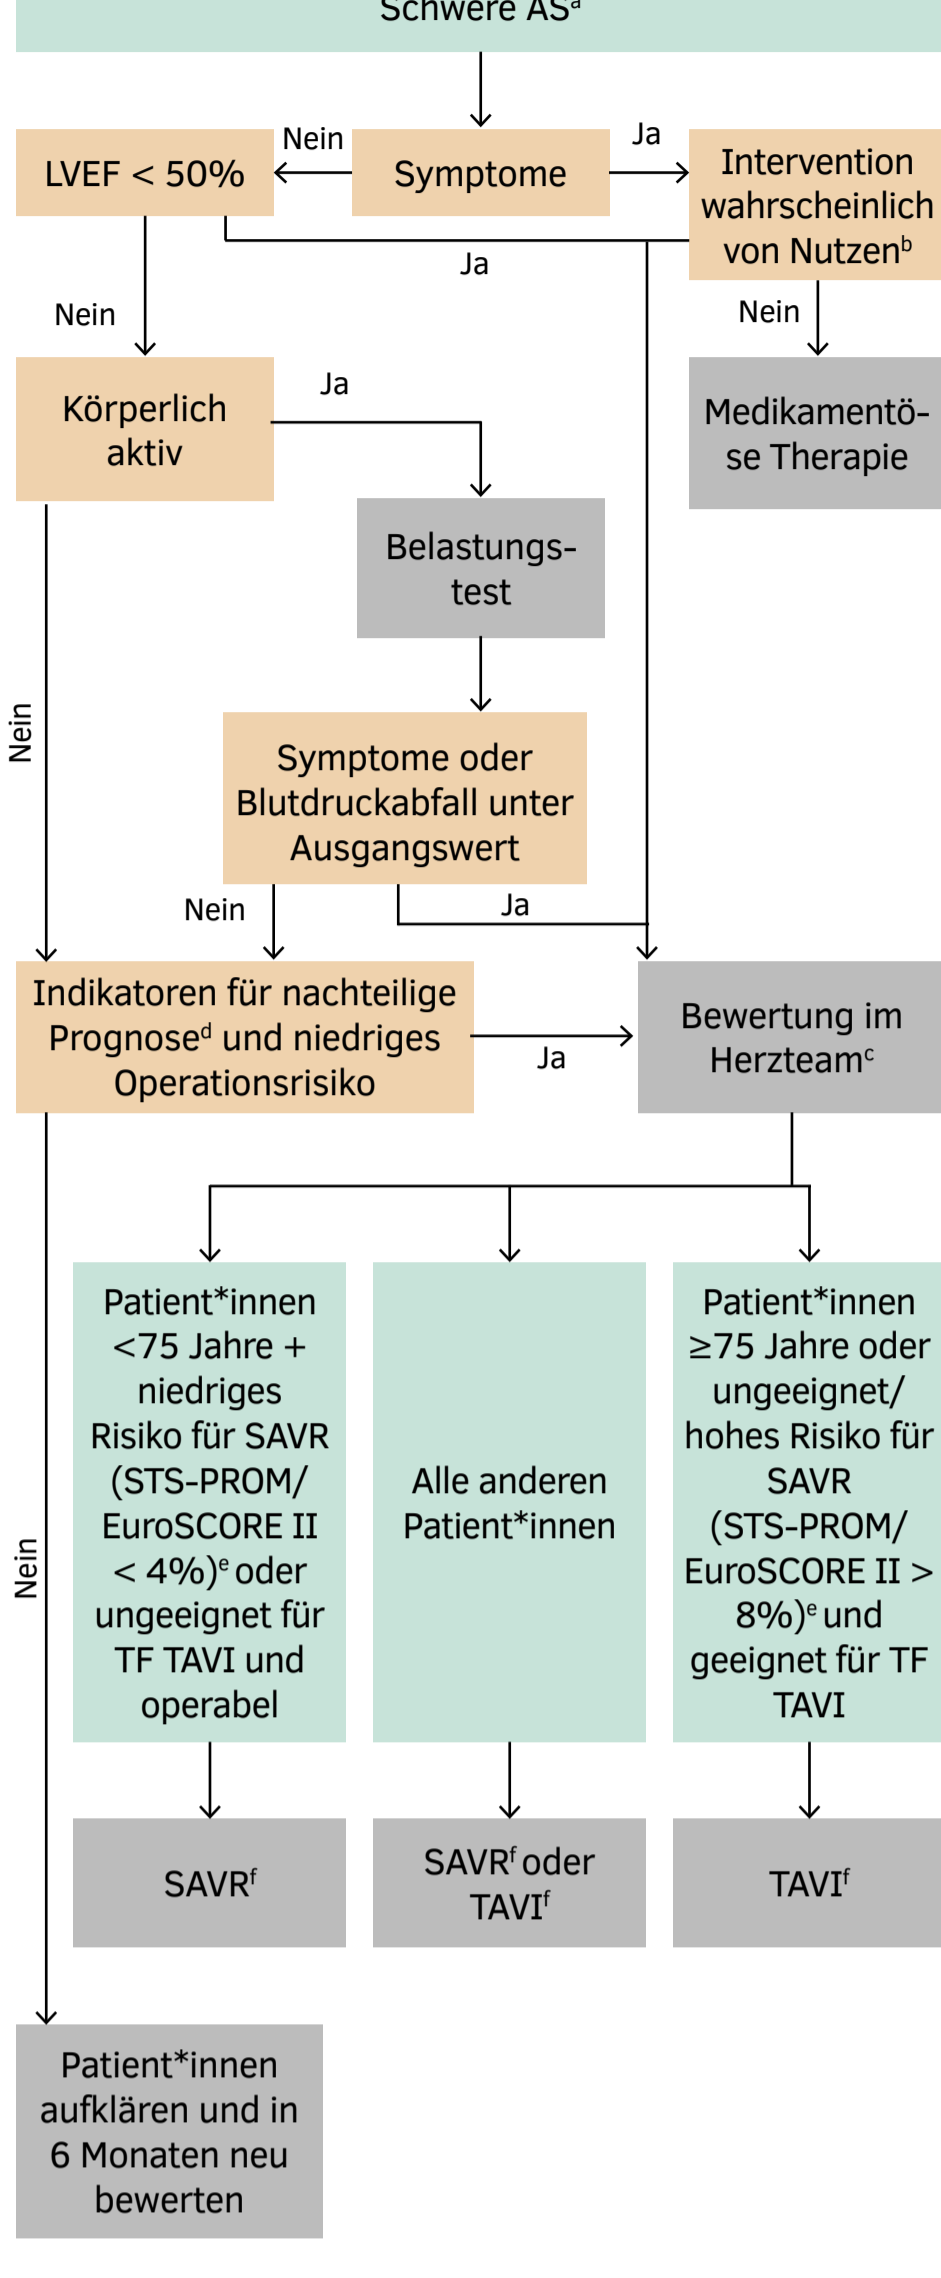 Schwere ASᵃ
Nein
Ja
LVEF < 50%
Symptome
Intervention
wahrscheinlich
von Nutzenᵇ
Ja
Nein
Nein
Körperlich
aktiv
Ja
Medikamentö-
se Therapie
Belastungs-
test
Nein
Symptome oder
Blutdruckabfall unter
Ausgangswert
Nein
Ja
Indikatoren für nachteilige
Prognoseᵈ und niedriges
Operationsrisiko
Ja
Bewertung im
Herzteamᶜ
Patient*innen
<75 Jahre +
niedriges
Risiko für SAVR
(STS-PROM/
EuroSCORE II
< 4%)ᵉ oder
ungeeignet für
TF TAVI und
operabel
Alle anderen
Patient*innen
Patient*innen
≥75 Jahre oder
ungeeignet/
hohes Risiko für
SAVR
(STS-PROM/
EuroSCORE II >
8%)ᵉ und
geeignet für TF
TAVI
Nein
SAVRᶠ
SAVRᶠ oder
TAVIᶠ
TAVIᶠ
Patient*innen
aufklären und in
6 Monaten neu
bewerten